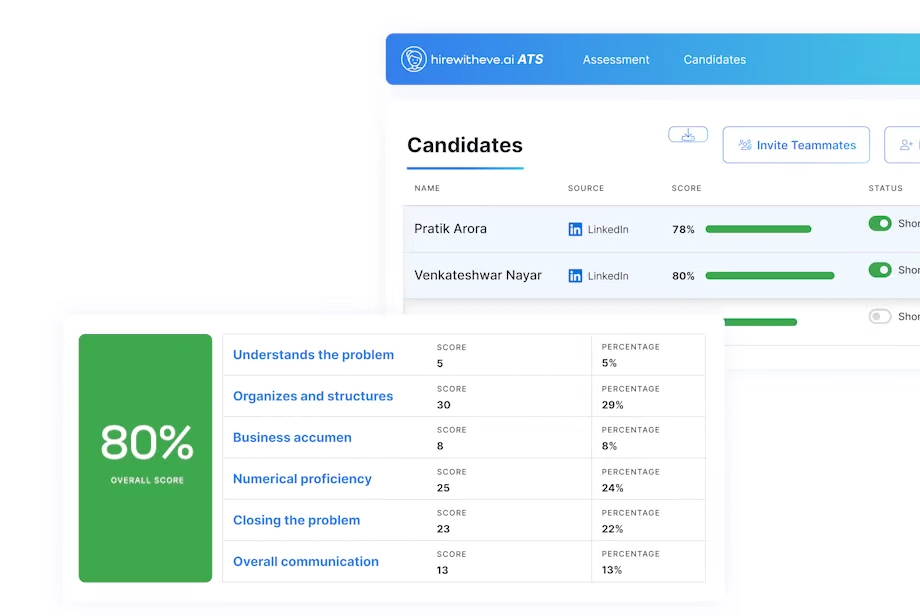 hirewitheve.ai ATS Assessment Candidates
Candidates
Invite Teammates
NAME SOURCE SCORE STATUS
Pratik Arora LinkedIn 78% Shor
Venkateshwar Nayar LinkedIn 80% Shor
Shor
80%
OVERALL SCORE
Understands the problem SCORE 5 PERCENTAGE 5%
Organizes and structures SCORE 30 PERCENTAGE 29%
Business accumen SCORE 8 PERCENTAGE 8%
Numerical proficiency SCORE 25 PERCENTAGE 24%
Closing the problem SCORE 23 PERCENTAGE 22%
Overall communication SCORE 13 PERCENTAGE 13%